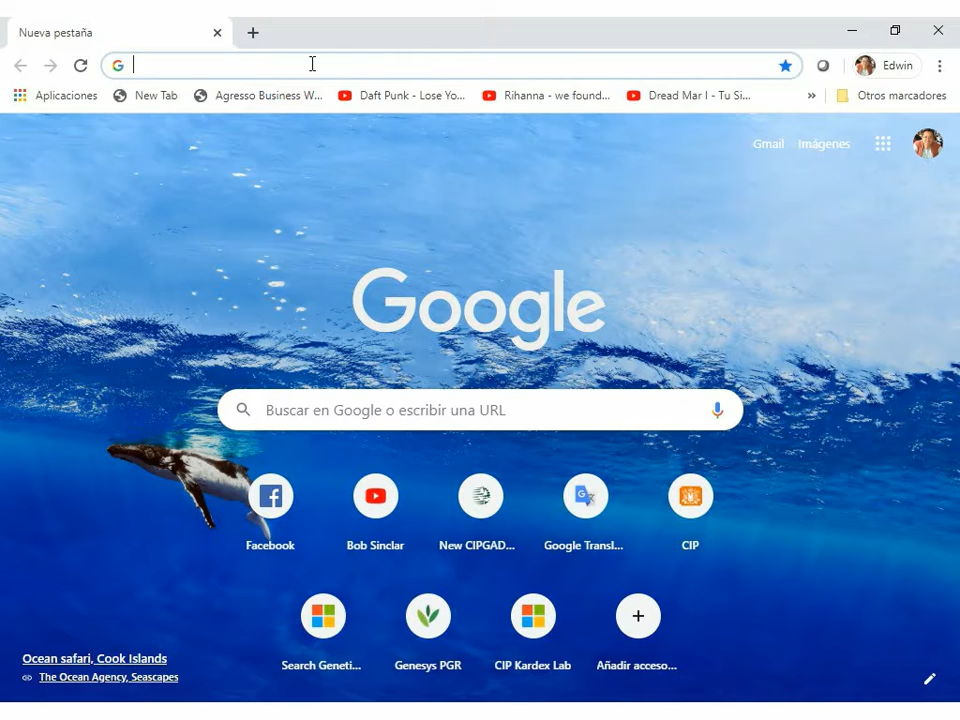 Nueva pestaña
Edwin
Aplicaciones New Tab Agresso Business W... Daft Punk - Lose Yo... Rihanna - we found... Dread Mar I - Tu Si... » Otros marcadores
Gmail Imágenes
Google
Buscar en Google o escribir una URL
Facebook Bob Sinclar New CIPGAD... Google Transl... CIP
Search Geneti... Genesys PGR CIP Kardex Lab Añadir acceso...
Ocean safari, Cook Islands
The Ocean Agency, Seascapes